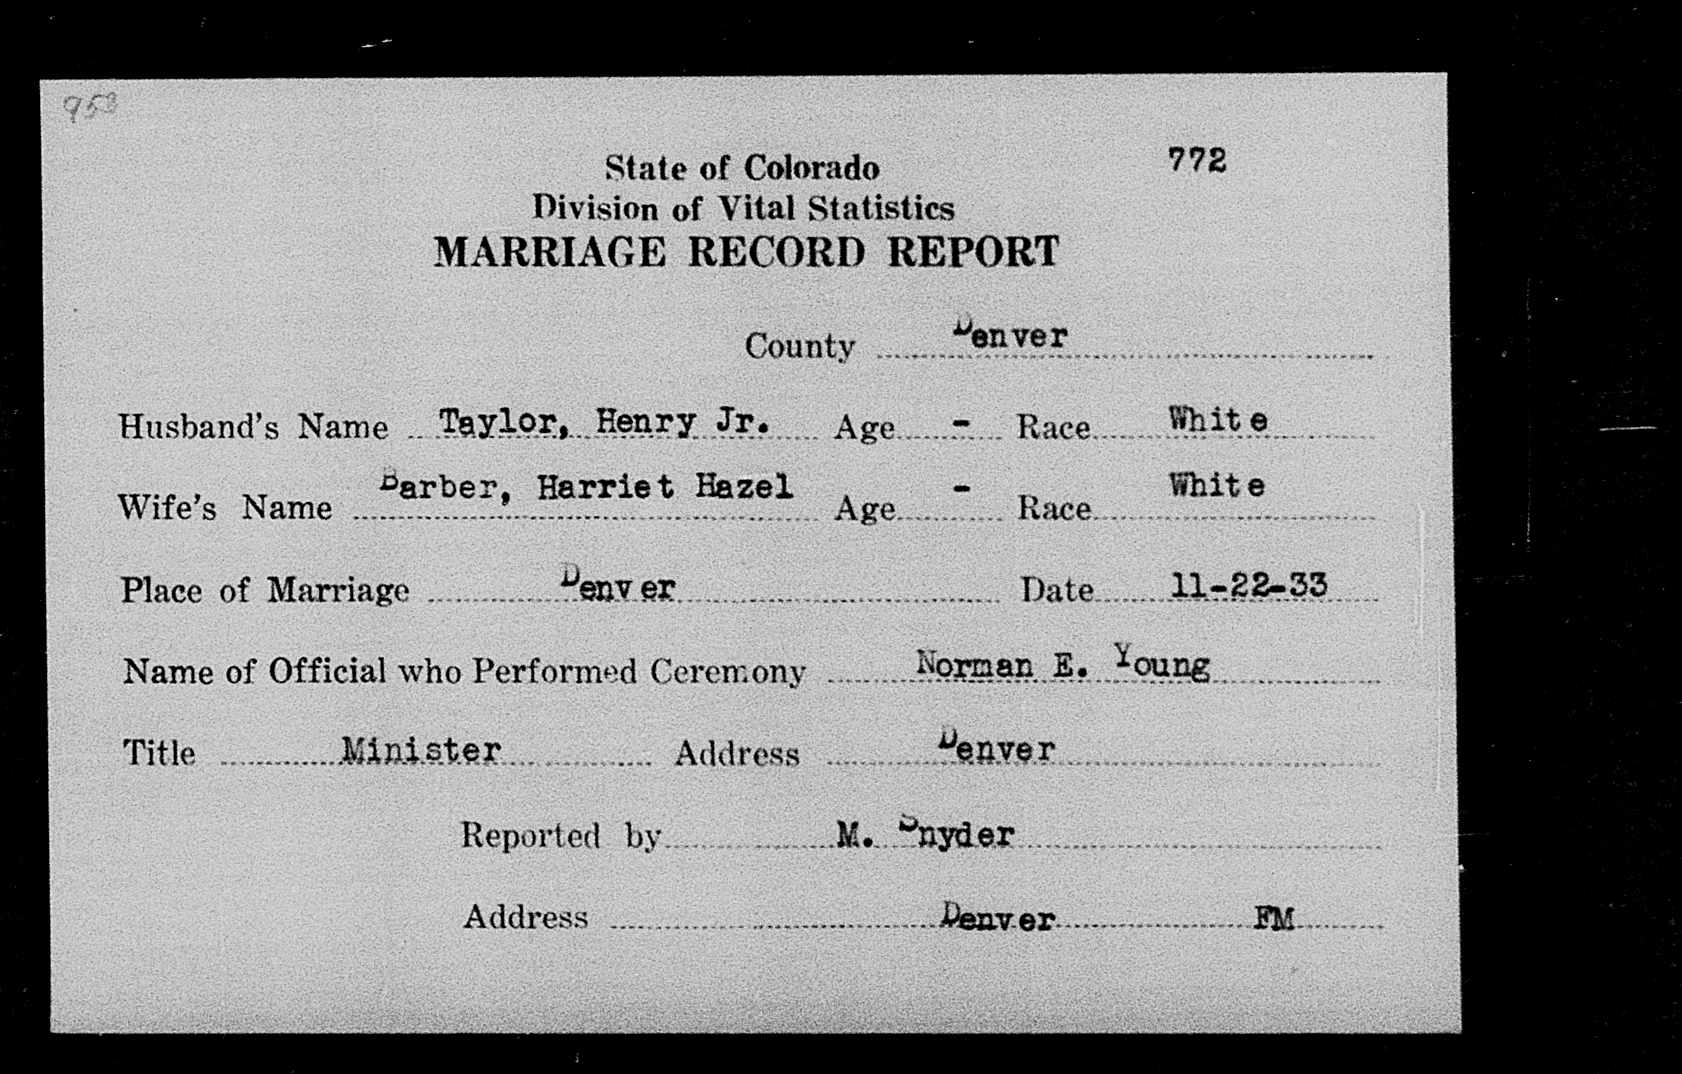 953
772
State of Colorado
Division of Vital Statistics
MARRIAGE RECORD REPORT
County Denver
Husband's Name Taylor, Henry Jr. Age - Race White
Wife's Name Barber, Harriet Hazel Age - Race White
Place of Marriage Denver Date 11-22-33
Name of Official who Performed Ceremony Norman E. Young
Title Minister Address Denver
Reported by M. Snyder
Address Denver FM